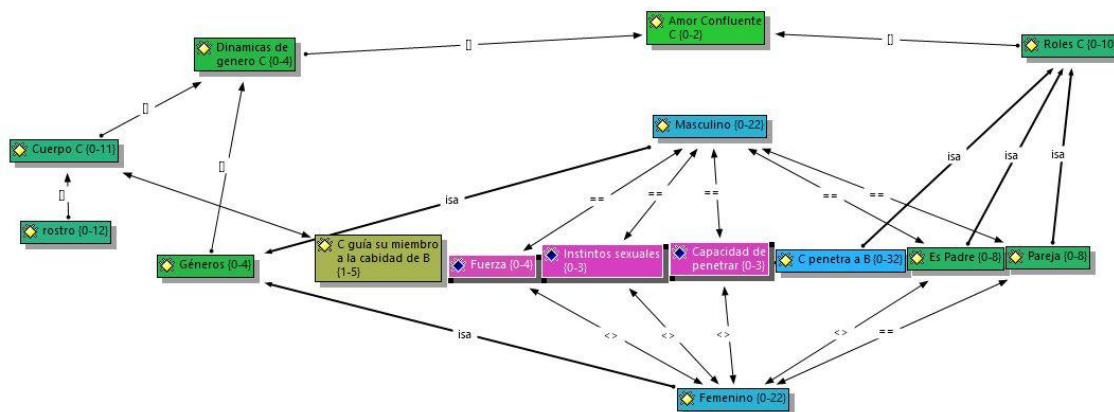 Amor Confluente
C {0-2}
Dinamicas de
genero C {0-4}
[]
[]
Roles C {0-10}
[]
Masculino {0-22}
Cuerpo C {0-11}
isa
isa
isa
[]
[]
isa
==
==
==
==
==
rostro {0-12}
C guía su miembro
a la cabidad de B
{1-5}
Géneros {0-4}
Fuerza {0-4}
Instintos sexuales
{0-3}
Capacidad de
penetrar {0-3}
C penetra a B {0-32}
Es Padre {0-8}
Pareja {0-8}
isa
<>
<>
<>
<>
==
Femenino {0-22}